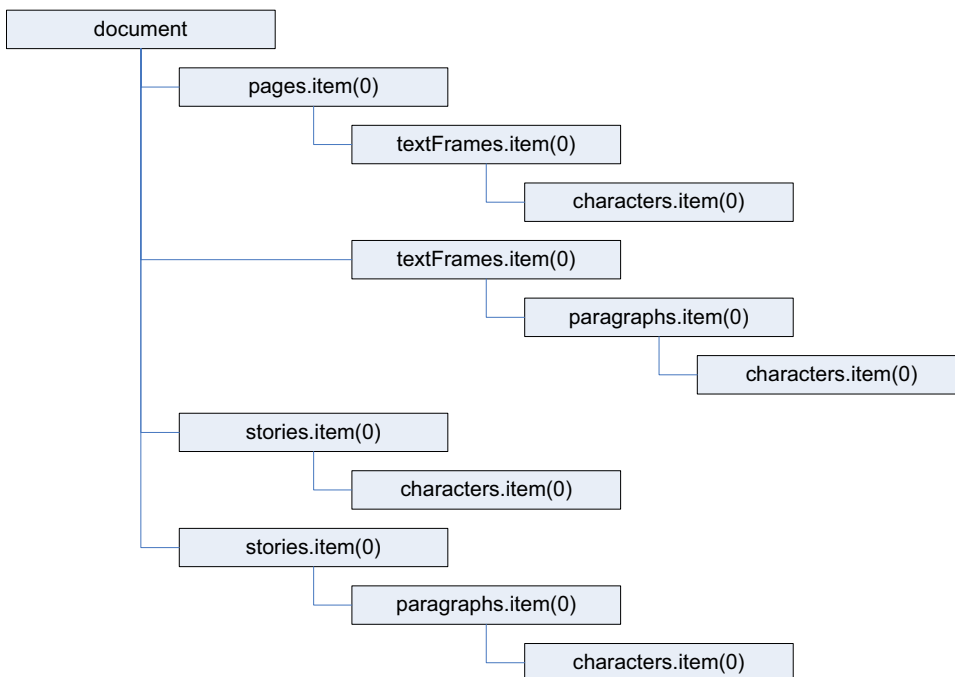 document
pages.item(0)
textFrames.item(0)
characters.item(0)
textFrames.item(0)
paragraphs.item(0)
characters.item(0)
stories.item(0)
characters.item(0)
stories.item(0)
paragraphs.item(0)
characters.item(0)